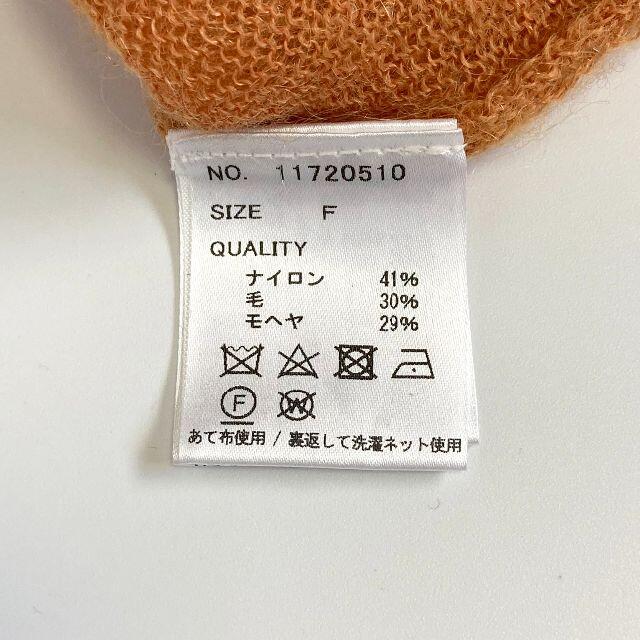 NO. 11720510
SIZE F
QUALITY
ナイロン 41%
毛 30%
モヘヤ 29%
F
W
あて布使用 / 裏返して洗濯ネット使用